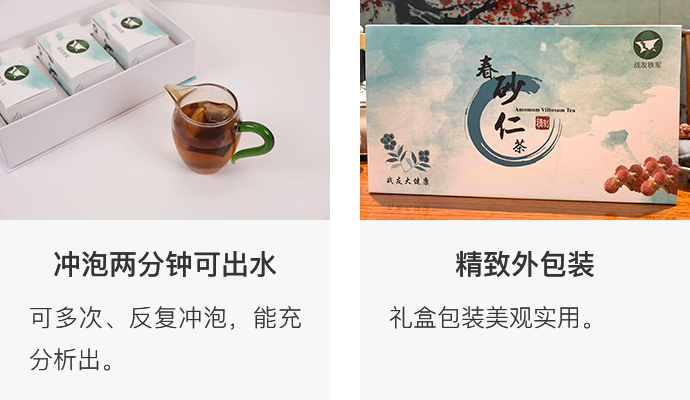 战友铁军
春砂仁茶
Amomum Villosum Tea
战友大健康
冲泡两分钟可出水
可多次、反复冲泡，能充
分析出。
精致外包装
礼盒包装美观实用。